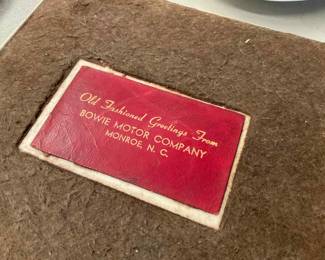 Old Fashioned Greetings From
BOWIE MOTOR COMPANY
MONROE, N. C.